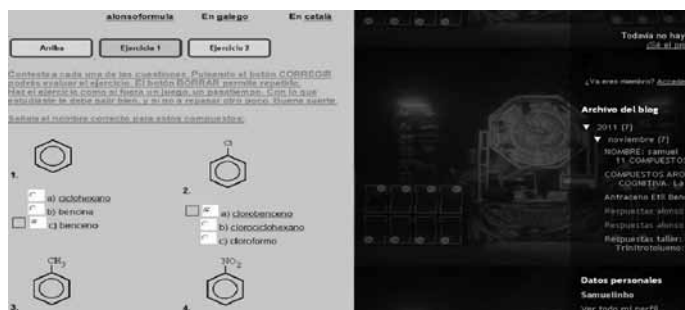 alonsoformula En galego En català
Arriba Ejercicio 1 Ejercicio 2
Contesta a cada una de las cuestiones. Pulsando el botón CORREGIR
podrás evaluar el ejercicio. El botón BORRAR permite repetirlo.
Haz el ejercicio como si fuera un juego, un pasatiempo. Con lo que
estudiaste te debe salir bien, y si no a repasar otro poco. Buena suerte.
Señala el nombre correcto para estos compuestos:
1.
a) ciclohexano
b) bencina
c) benceno
Cl
2.
a) clorobenceno
b) clorociclohexano
c) cloroformo
CH3
3.
NO2
4.
Todavía no hay
¿Ya eres miembro? Acceder
Archivo del blog
▼ 2011 (7)
▼ noviembre (7)
NOMBRE: samuel
11 COMPUESTOS
COMPUESTOS ARO
COGNITIVA. La
Antraceno Etil Ben
Respuestas alonso
Respuestas alonso
Respuestas taller:
Trinitrotolueno:
Datos personales
Samuelinho
Ver todo mi perfil